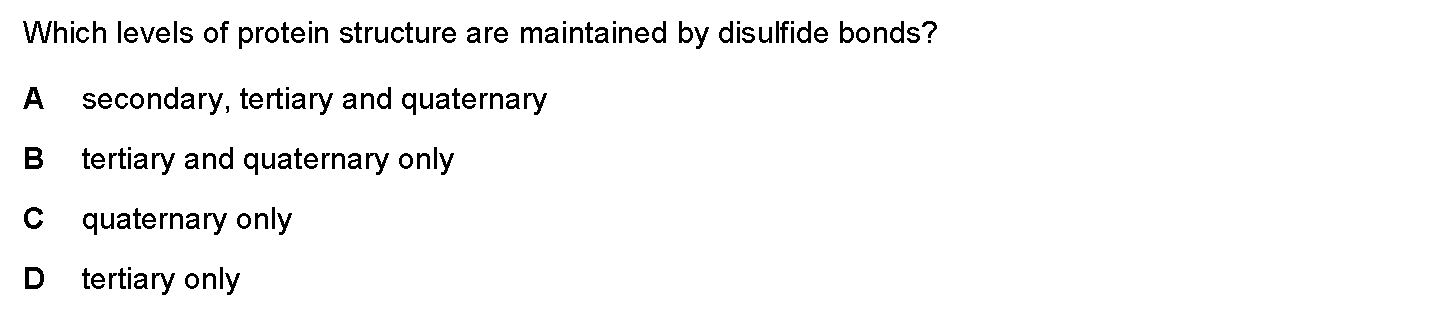 Which levels of protein structure are maintained by disulfide bonds?
A secondary, tertiary and quaternary
B tertiary and quaternary only
C quaternary only
D tertiary only